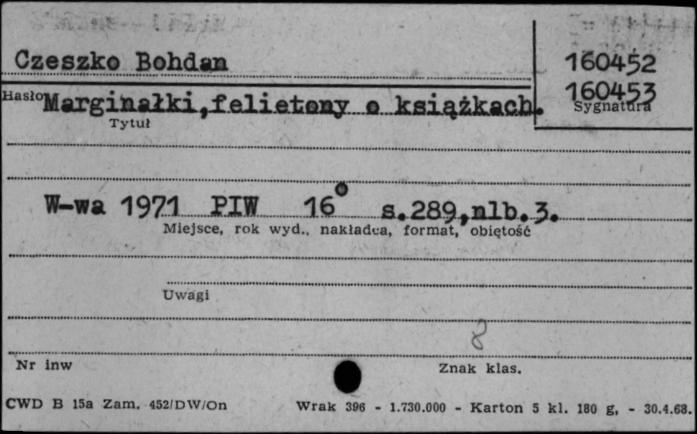 Czeszko Bohdan
160452
160453
Hasło Marginałki, felietony o książkach.
Sygnatura
Tytuł
W-wa 1971 PIW 16° s.289,nlb.3.
Miejsce, rok wyd., nakładca, format, objętość
Uwagi
8
Nr inw
Znak klas.
CWD B 15a Zam. 452/DW/On Wrak 396 - 1.730.000 - Karton 5 kl. 180 g, - 30.4.68.